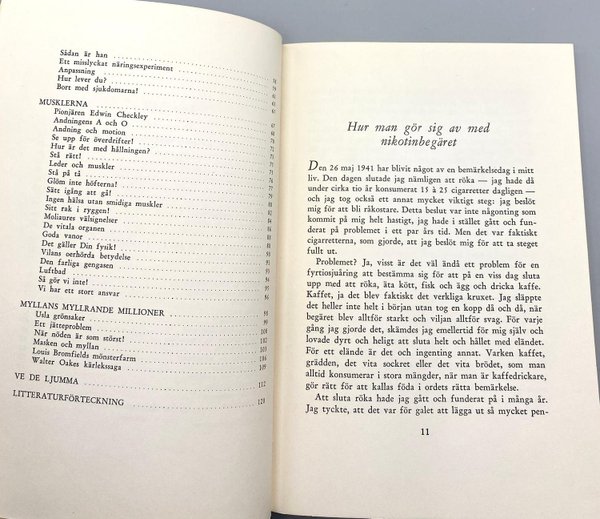 Sådan är han
Ett misslyckat näringsexperiment
Anpassning
Hur lever du?
Bort med sjukdomarna!
MUSKLERNA
Pionjären Edwin Checkley
Andningens A och O
Andning och motion
Se upp för överdrifter!
Hur är det med hållningen?
Stå rätt!
Leder och muskler
Stå på tå
Glöm inte höfterna!
Sätt igång att gå!
Ingen hälsa utan smidiga muskler
Sitt rak i ryggen!
Moliaures välsignelser
De vitala organen
Goda vanor
Det gäller Din fysik!
Vilans oerhörda betydelse
Den farliga gengasen
Luftbad
Så gör vi inte!
Vi har ett stort ansvar
MYLLANS MYLLRANDE MILLIONER
Usla grönsaker
Ett jätteproblem
När nöden är som störst!
Masken och myllan
Louis Bromfields mönsterfarm
Walter Oakes kärlekssaga 109
VE DE LJUMMA 112
LITTERATURFÖRTECKNING
Hur man gör sig av med
nikotinbegäret
Den 26 maj 1941 har blivit något av en bemärkelsedag i mitt
liv. Den dagen slutade jag nämligen att röka — jag hade då
under cirka tio år konsumerat 15 à 25 cigarretter dagligen —
och jag tog också ett annat mycket viktigt steg: jag beslöt
mig för att bli råkostare. Detta beslut var inte någonting som
kommit på mig helt hastigt, jag hade i stället gått och fun-
derat på problemet i ett par års tid. Men det var faktiskt
cigarretterna, som gjorde, att jag beslöt mig för att ta steget
fullt ut.
Problemet? Ja, visst är det väl ändå ett problem för en
fyrtiosjuåring att bestämma sig för att på en viss dag sluta
upp med att röka, äta kött, fisk och ägg och dricka kaffe.
Kaffet, ja det blev faktiskt det verkliga kruxet. Jag släppte
det heller inte helt i början utan tog en kopp då och då, när
begäret blev alltför starkt och viljan alltför svag. För varje
gång jag gjorde det, skämdes jag emellertid för mig själv och
lovade dyrt och heligt att sluta helt och hållet med eländet.
För ett elände är det och ingenting annat. Varken kaffet,
grädden, det vita sockret eller det vita brödet, som man
alltid konsumerar i stora mängder, när man är kaffedrickare,
gör rätt för att kallas föda i ordets rätta bemärkelse.
Att sluta röka hade jag gått och funderat på i många år.
Jag tyckte, att det var för galet att lägga ut så mycket pen-
11